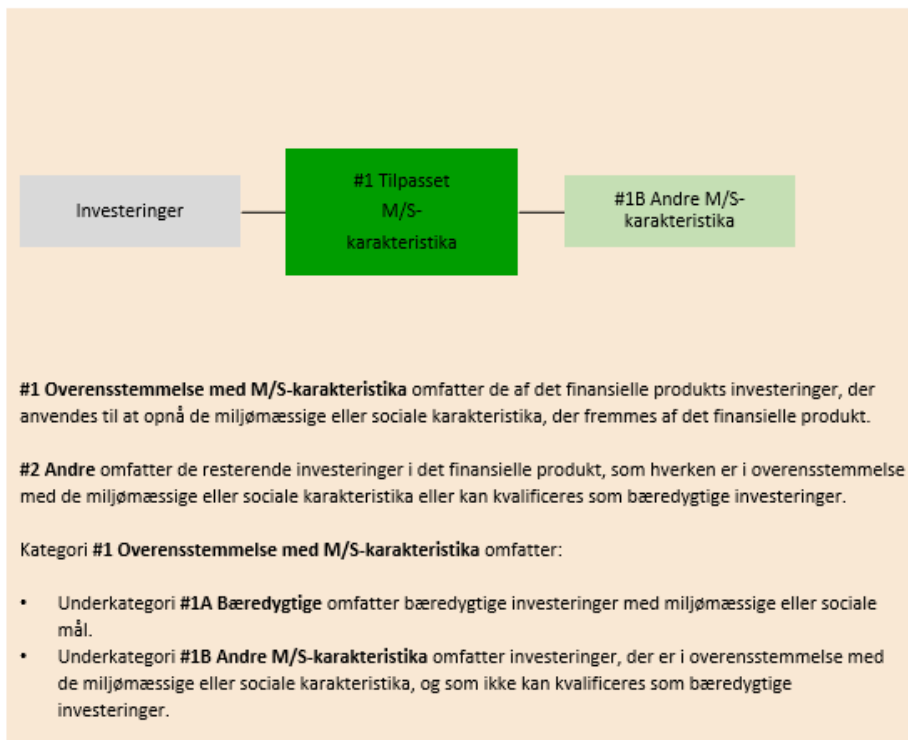 Investeringer
#1 Tilpasset
M/S-
karakteristika
#1B Andre M/S-
karakteristika
#1 Overensstemmelse med M/S-karakteristika omfatter de af det finansielle produkts investeringer, der
anvendes til at opnå de miljømæssige eller sociale karakteristika, der fremmes af det finansielle produkt.
#2 Andre omfatter de resterende investeringer i det finansielle produkt, som hverken er i overensstemmelse
med de miljømæssige eller sociale karakteristika eller kan kvalificeres som bæredygtige investeringer.
Kategori #1 Overensstemmelse med M/S-karakteristika omfatter:
• Underkategori #1A Bæredygtige omfatter bæredygtige investeringer med miljømæssige eller sociale
mål.
• Underkategori #1B Andre M/S-karakteristika omfatter investeringer, der er i overensstemmelse med
de miljømæssige eller sociale karakteristika, og som ikke kan kvalificeres som bæredygtige
investeringer.